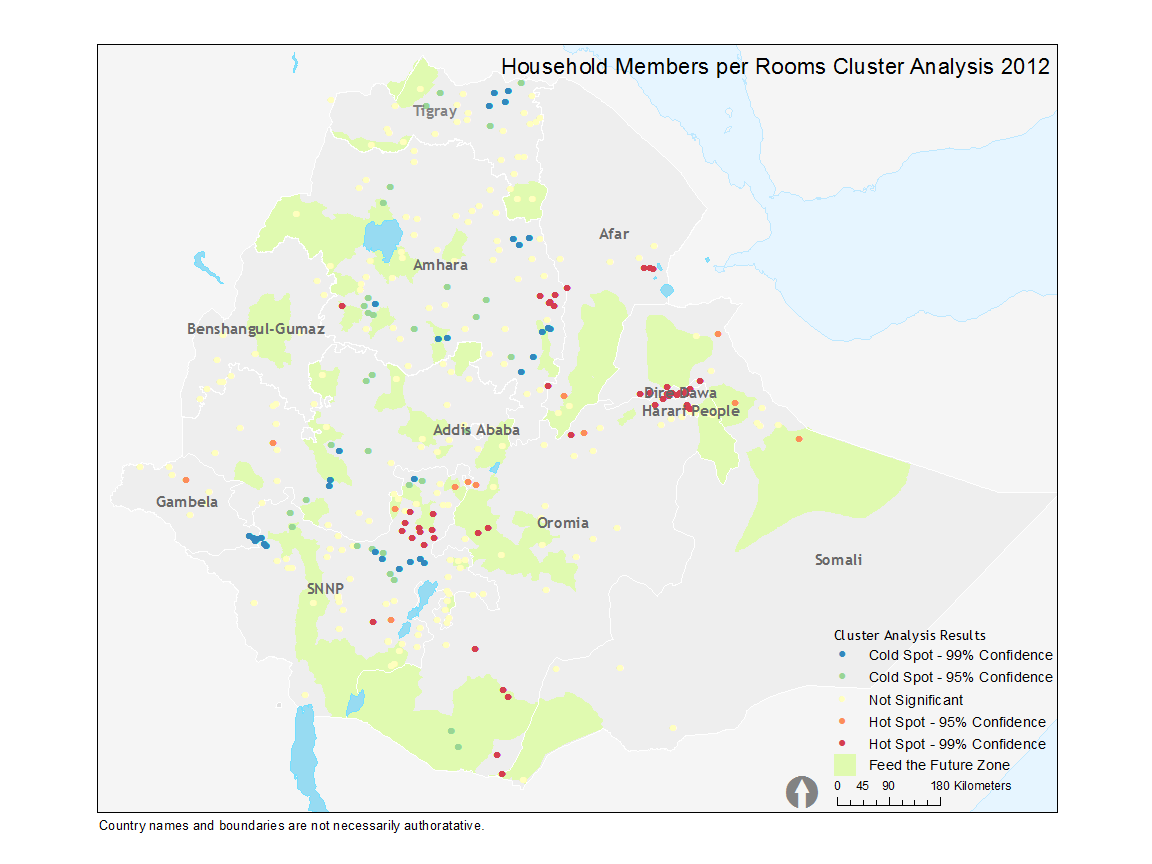 Household Members per Rooms Cluster Analysis 2012
Tigray
Afar
Amhara
Benshangul-Gumaz
Dire Dawa
Harari People
Addis Ababa
Gambela
Oromia
Somali
SNNP
Cluster Analysis Results
Cold Spot - 99% Confidence
Cold Spot - 95% Confidence
Not Significant
Hot Spot - 95% Confidence
Hot Spot - 99% Confidence
Feed the Future Zone
0 45 90 180 Kilometers
Country names and boundaries are not necessarily authoratative.